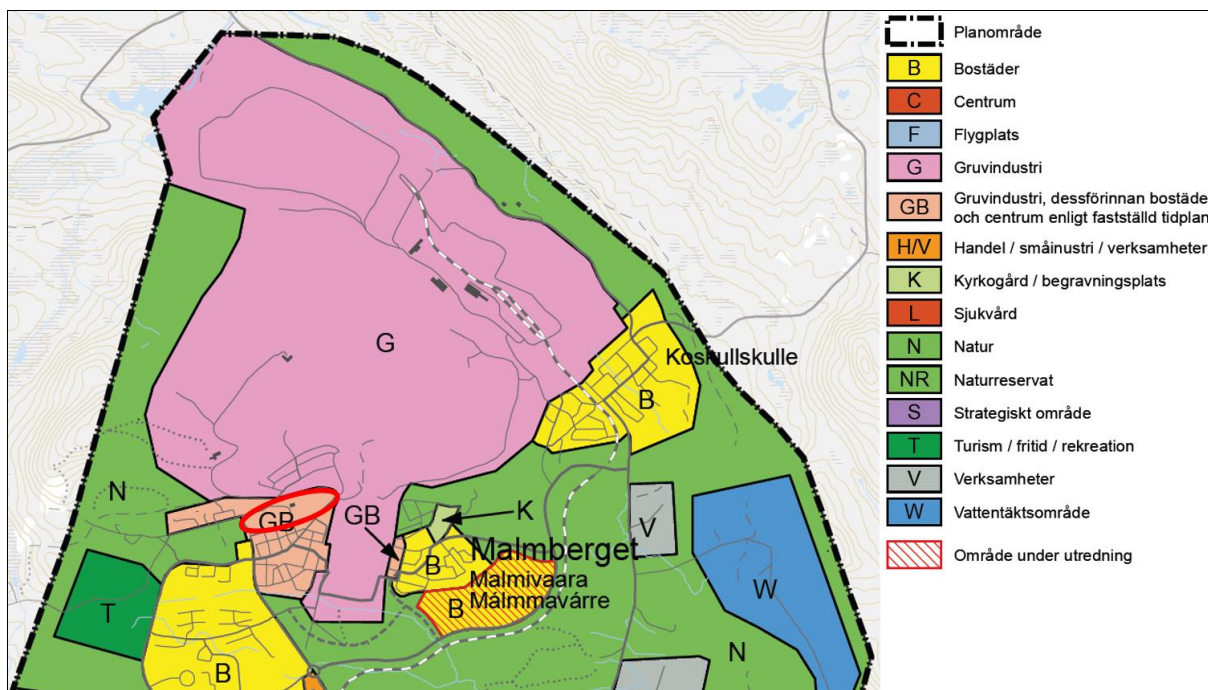 G
Koskullskulle
B
N
GB
GB
K
Malmberget
Malmivaara
Málmmavárre
B
B
V
W
T
B
N
Planområde
B Bostäder
C Centrum
F Flygplats
G Gruvindustri
GB Gruvindustri, dessförinnan bostäde
och centrum enligt fastställd tidplan
H/V Handel / småinustri / verksamheter
K Kyrkogård / begravningsplats
L Sjukvård
N Natur
NR Naturreservat
S Strategiskt område
T Turism / fritid / rekreation
V Verksamheter
W Vattentäktsområde
Område under utredning